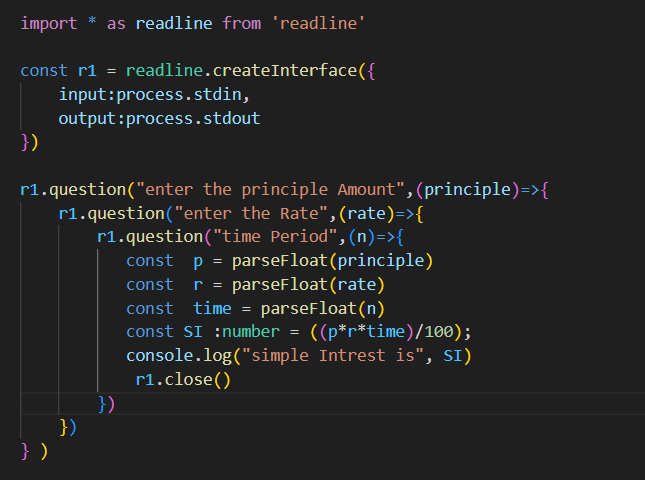 import * as readline from 'readline'
const r1 = readline.createInterface({
input:process.stdin,
output:process.stdout
})
r1.question("enter the principle Amount",(principle)=>{
r1.question("enter the Rate",(rate)=>{
r1.question("time Period",(n)=>{
const  p = parseFloat(principle)
const  r = parseFloat(rate)
const  time = parseFloat(n)
const SI :number = ((p*r*time)/100);
console.log("simple Intrest is", SI)
r1.close()
})
})
} )